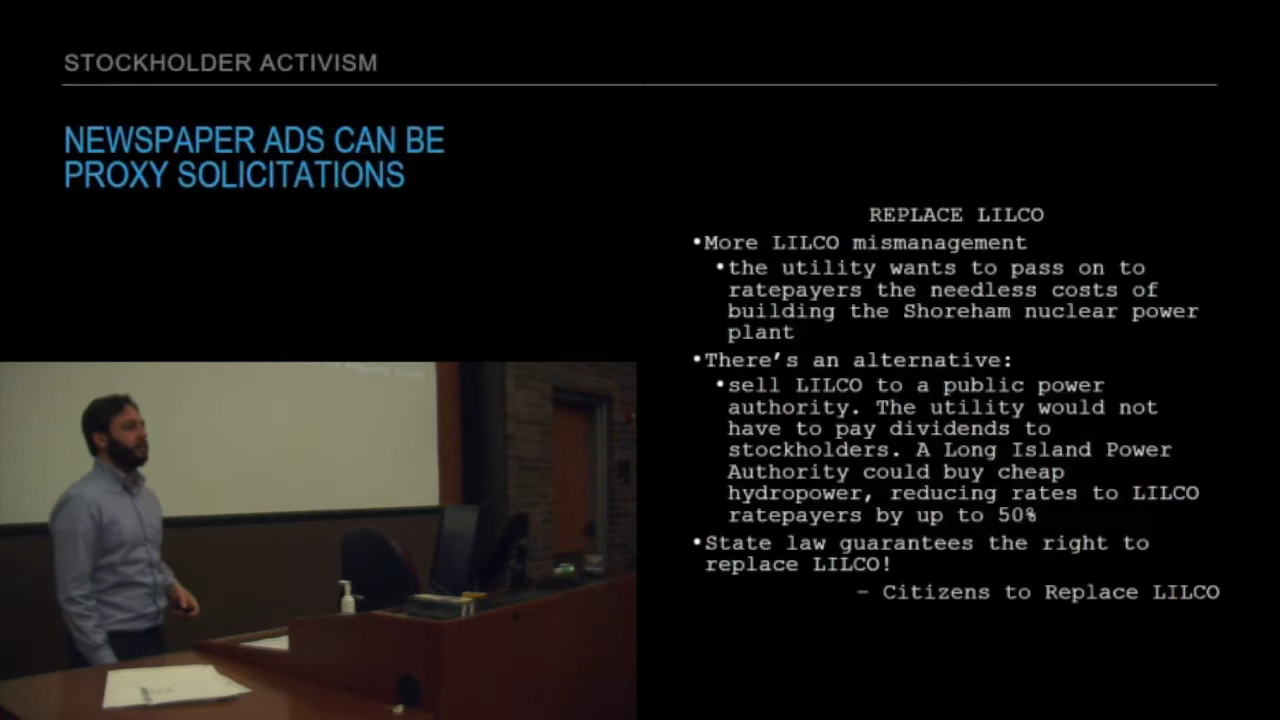 STOCKHOLDER ACTIVISM
NEWSPAPER ADS CAN BE
PROXY SOLICITATIONS
REPLACE LILCO
•More LILCO mismanagement
•the utility wants to pass on to
ratepayers the needless costs of
building the Shoreham nuclear power
plant
•There’s an alternative:
•sell LILCO to a public power
authority. The utility would not
have to pay dividends to
stockholders. A Long Island Power
Authority could buy cheap
hydropower, reducing rates to LILCO
ratepayers by up to 50%
•State law guarantees the right to
replace LILCO!
– Citizens to Replace LILCO